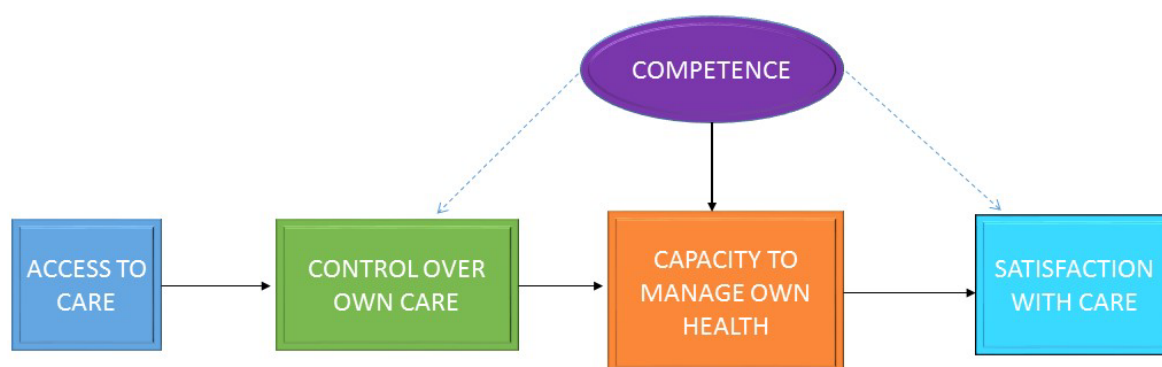 COMPETENCE
ACCESS TO
CARE
CONTROL OVER
OWN CARE
CAPACITY TO
MANAGE OWN
HEALTH
SATISFACTION
WITH CARE